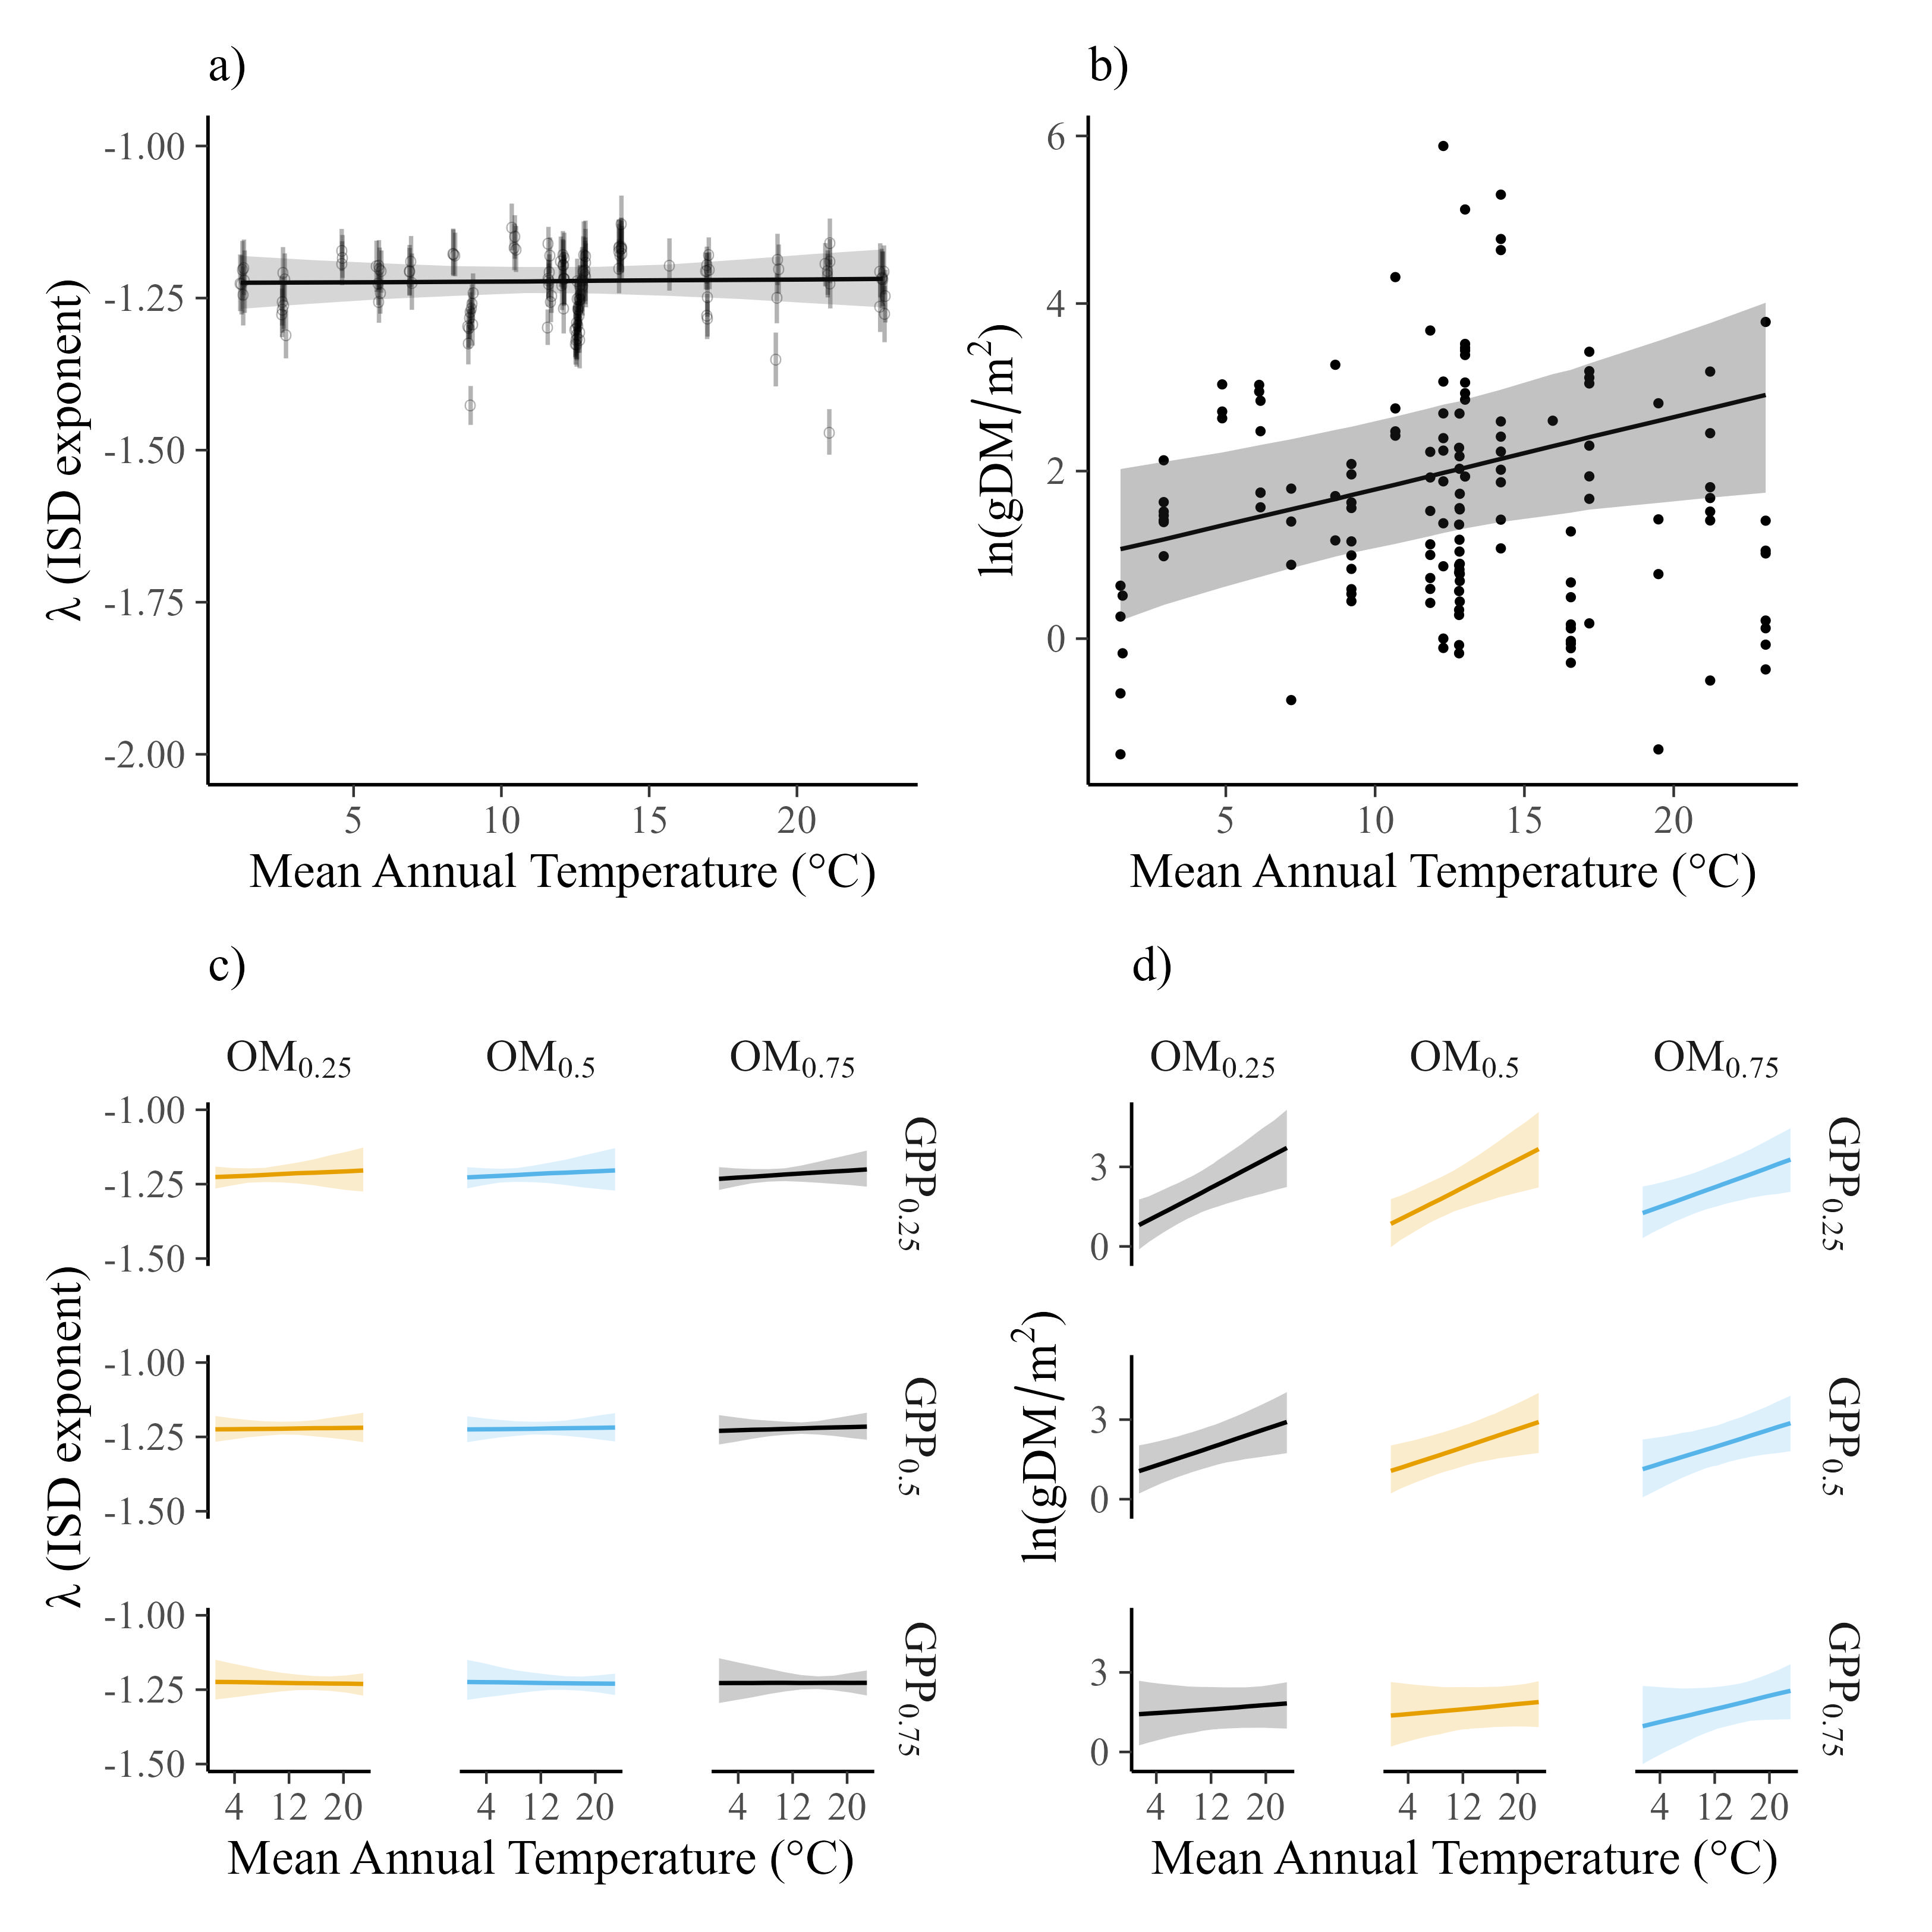 a)
-1.00
-1.25
-1.50
-1.75
-2.00
λ (ISD exponent)
5 10 15 20
Mean Annual Temperature (°C)
b)
6
4
2
0
ln(gDM/m²)
5 10 15 20
Mean Annual Temperature (°C)
c)
OM₀.₂₅ OM₀.₅ OM₀.₇₅
-1.00
-1.25
-1.50
GPP₀.₂₅
-1.00
-1.25
-1.50
GPP₀.₅
-1.00
-1.25
-1.50
GPP₀.₇₅
λ (ISD exponent)
4 12 20 4 12 20 4 12 20
Mean Annual Temperature (°C)
d)
OM₀.₂₅ OM₀.₅ OM₀.₇₅
3
0
GPP₀.₂₅
3
0
GPP₀.₅
3
0
GPP₀.₇₅
ln(gDM/m²)
4 12 20 4 12 20 4 12 20
Mean Annual Temperature (°C)